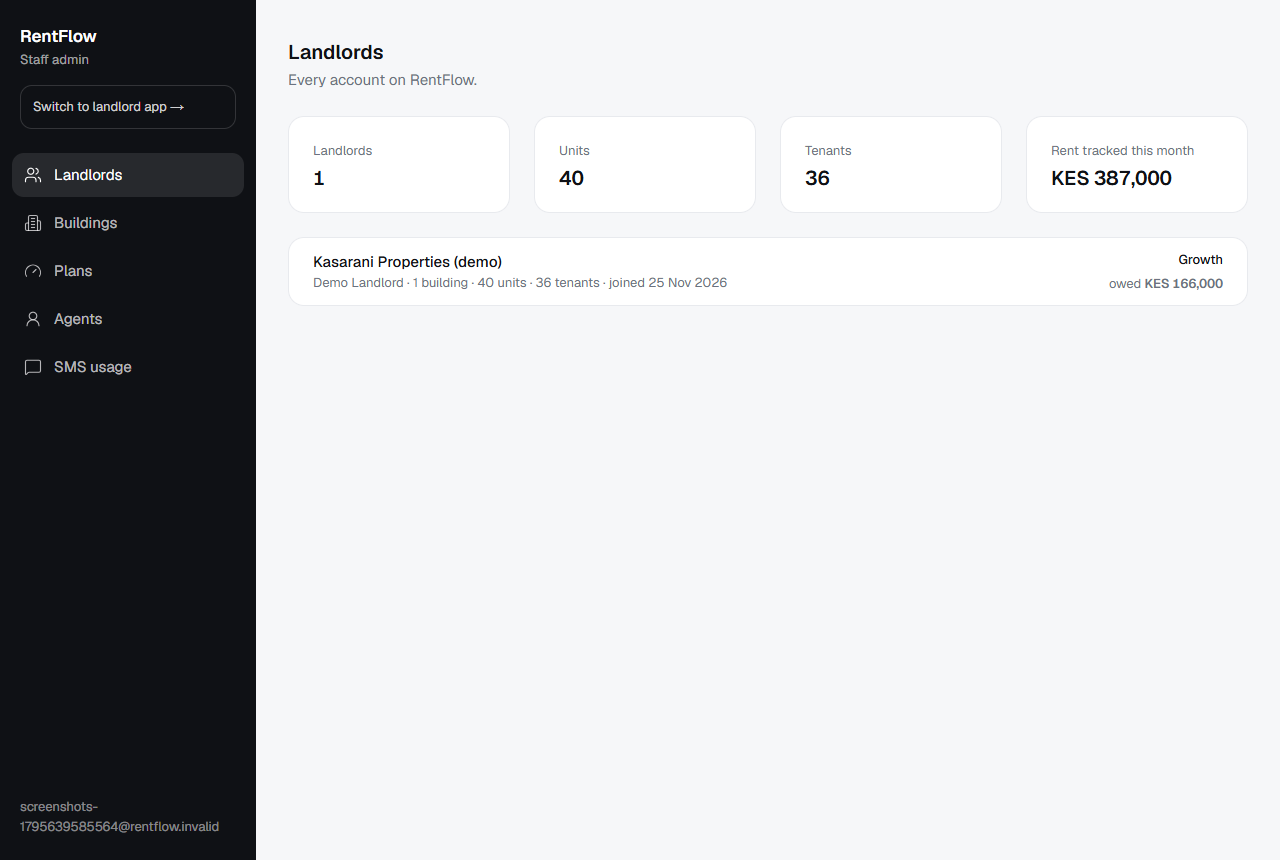 RentFlow
Staff admin
Switch to landlord app →
Landlords
Buildings
Plans
Agents
SMS usage
screenshots-
1795639585564@rentflow.invalid
Landlords
Every account on RentFlow.
Landlords
1
Units
40
Tenants
36
Rent tracked this month
KES 387,000
Kasarani Properties (demo)
Demo Landlord · 1 building · 40 units · 36 tenants · joined 25 Nov 2026
Growth
owed KES 166,000